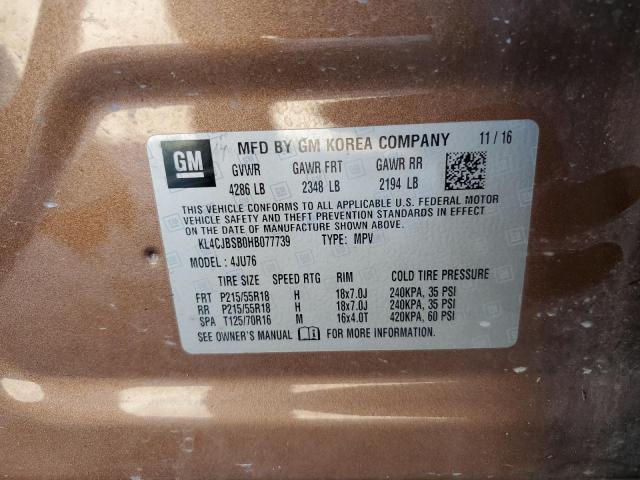 GM
MFD BY GM KOREA COMPANY 11/16
GVWR GAWR FRT GAWR RR
4286 LB 2348 LB 2194 LB
THIS VEHICLE CONFORMS TO ALL APPLICABLE U.S. FEDERAL MOTOR
VEHICLE SAFETY AND THEFT PREVENTION STANDARDS IN EFFECT
ON THE DATE OF MANUFACTURE SHOWN ABOVE.
KL4CJBSB0HB077739 TYPE: MPV
MODEL: 4JU76
TIRE SIZE SPEED RTG RIM COLD TIRE PRESSURE
FRT P215/55R18 H 18x7.0J 240KPA, 35 PSI
RR P215/55R18 H 18x7.0J 240KPA, 35 PSI
SPA T125/70R16 M 16x4.0T 420KPA, 60 PSI
SEE OWNER'S MANUAL FOR MORE INFORMATION.